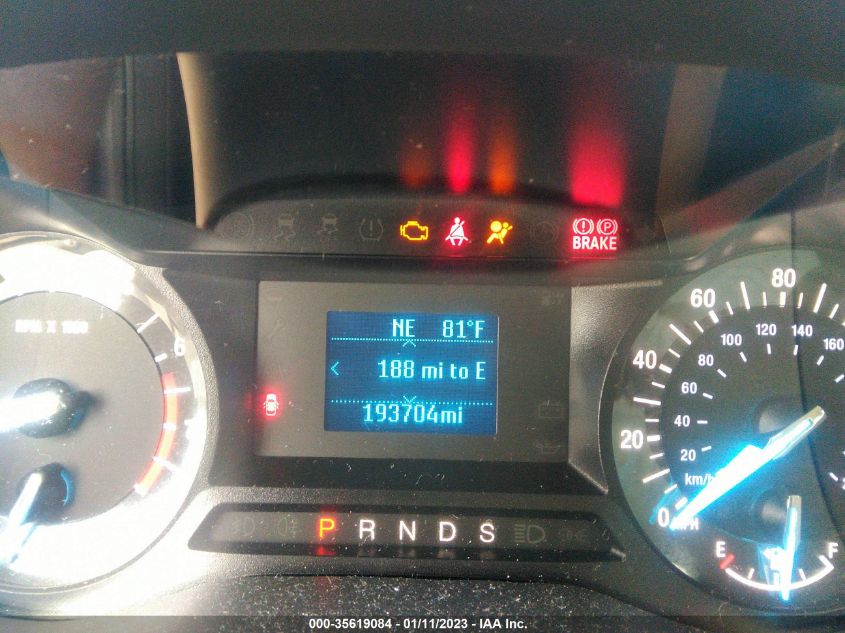 BRAKE
RPM X 1000
6
NE 81°F
188 mi to E
193704mi
P R N D S
0 20 40 60 80
20 40 60 80 100 120 140 160
km/h
MPH
E F
000-35619084 - 01/11/2023 - IAA Inc.